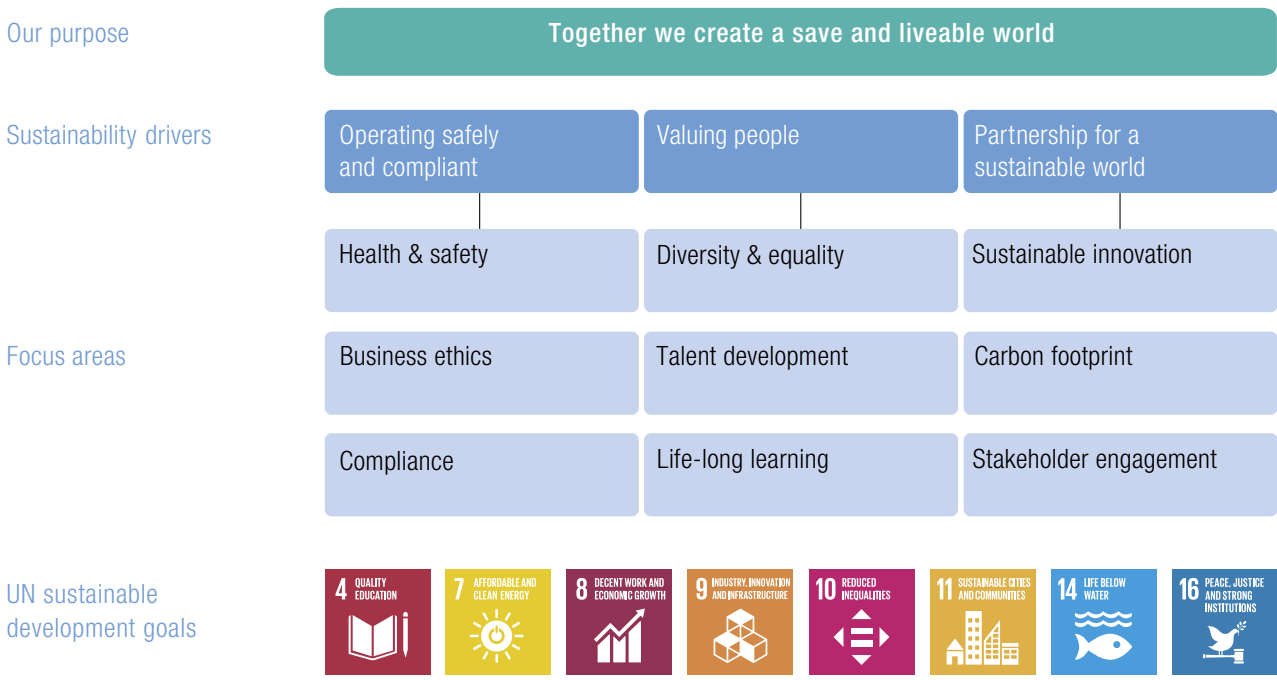 Our purpose
Together we create a save and liveable world
Sustainability drivers
Operating safely
and compliant
Valuing people
Partnership for a
sustainable world
Health & safety
Diversity & equality
Sustainable innovation
Focus areas
Business ethics
Talent development
Carbon footprint
Compliance
Life-long learning
Stakeholder engagement
UN sustainable
development goals
4 QUALITY
EDUCATION
7 AFFORDABLE AND
CLEAN ENERGY
8 DECENT WORK AND
ECONOMIC GROWTH
9 INDUSTRY, INNOVATION
AND INFRASTRUCTURE
10 REDUCED
INEQUALITIES
11 SUSTAINABLE CITIES
AND COMMUNITIES
14 LIFE BELOW
WATER
16 PEACE, JUSTICE
AND STRONG
INSTITUTIONS